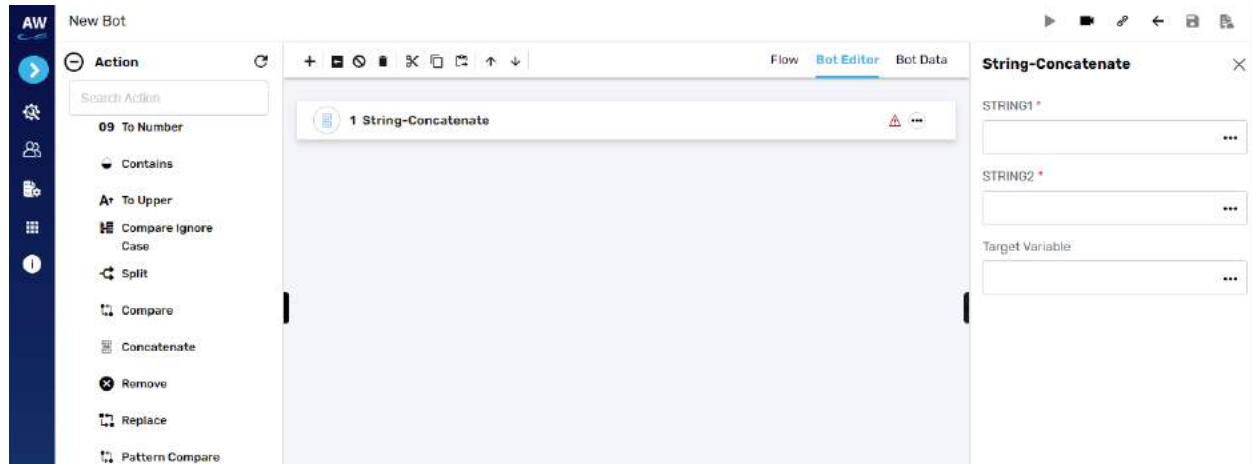 AW
New Bot
Action
Flow Bot Editor Bot Data
String-Concatenate
Search Action
STRING1 *
09 To Number
1 String-Concatenate
Contains
STRING2 *
A To Upper
Compare Ignore
Case
Target Variable
Split
Compare
Concatenate
Remove
Replace
Pattern Compare